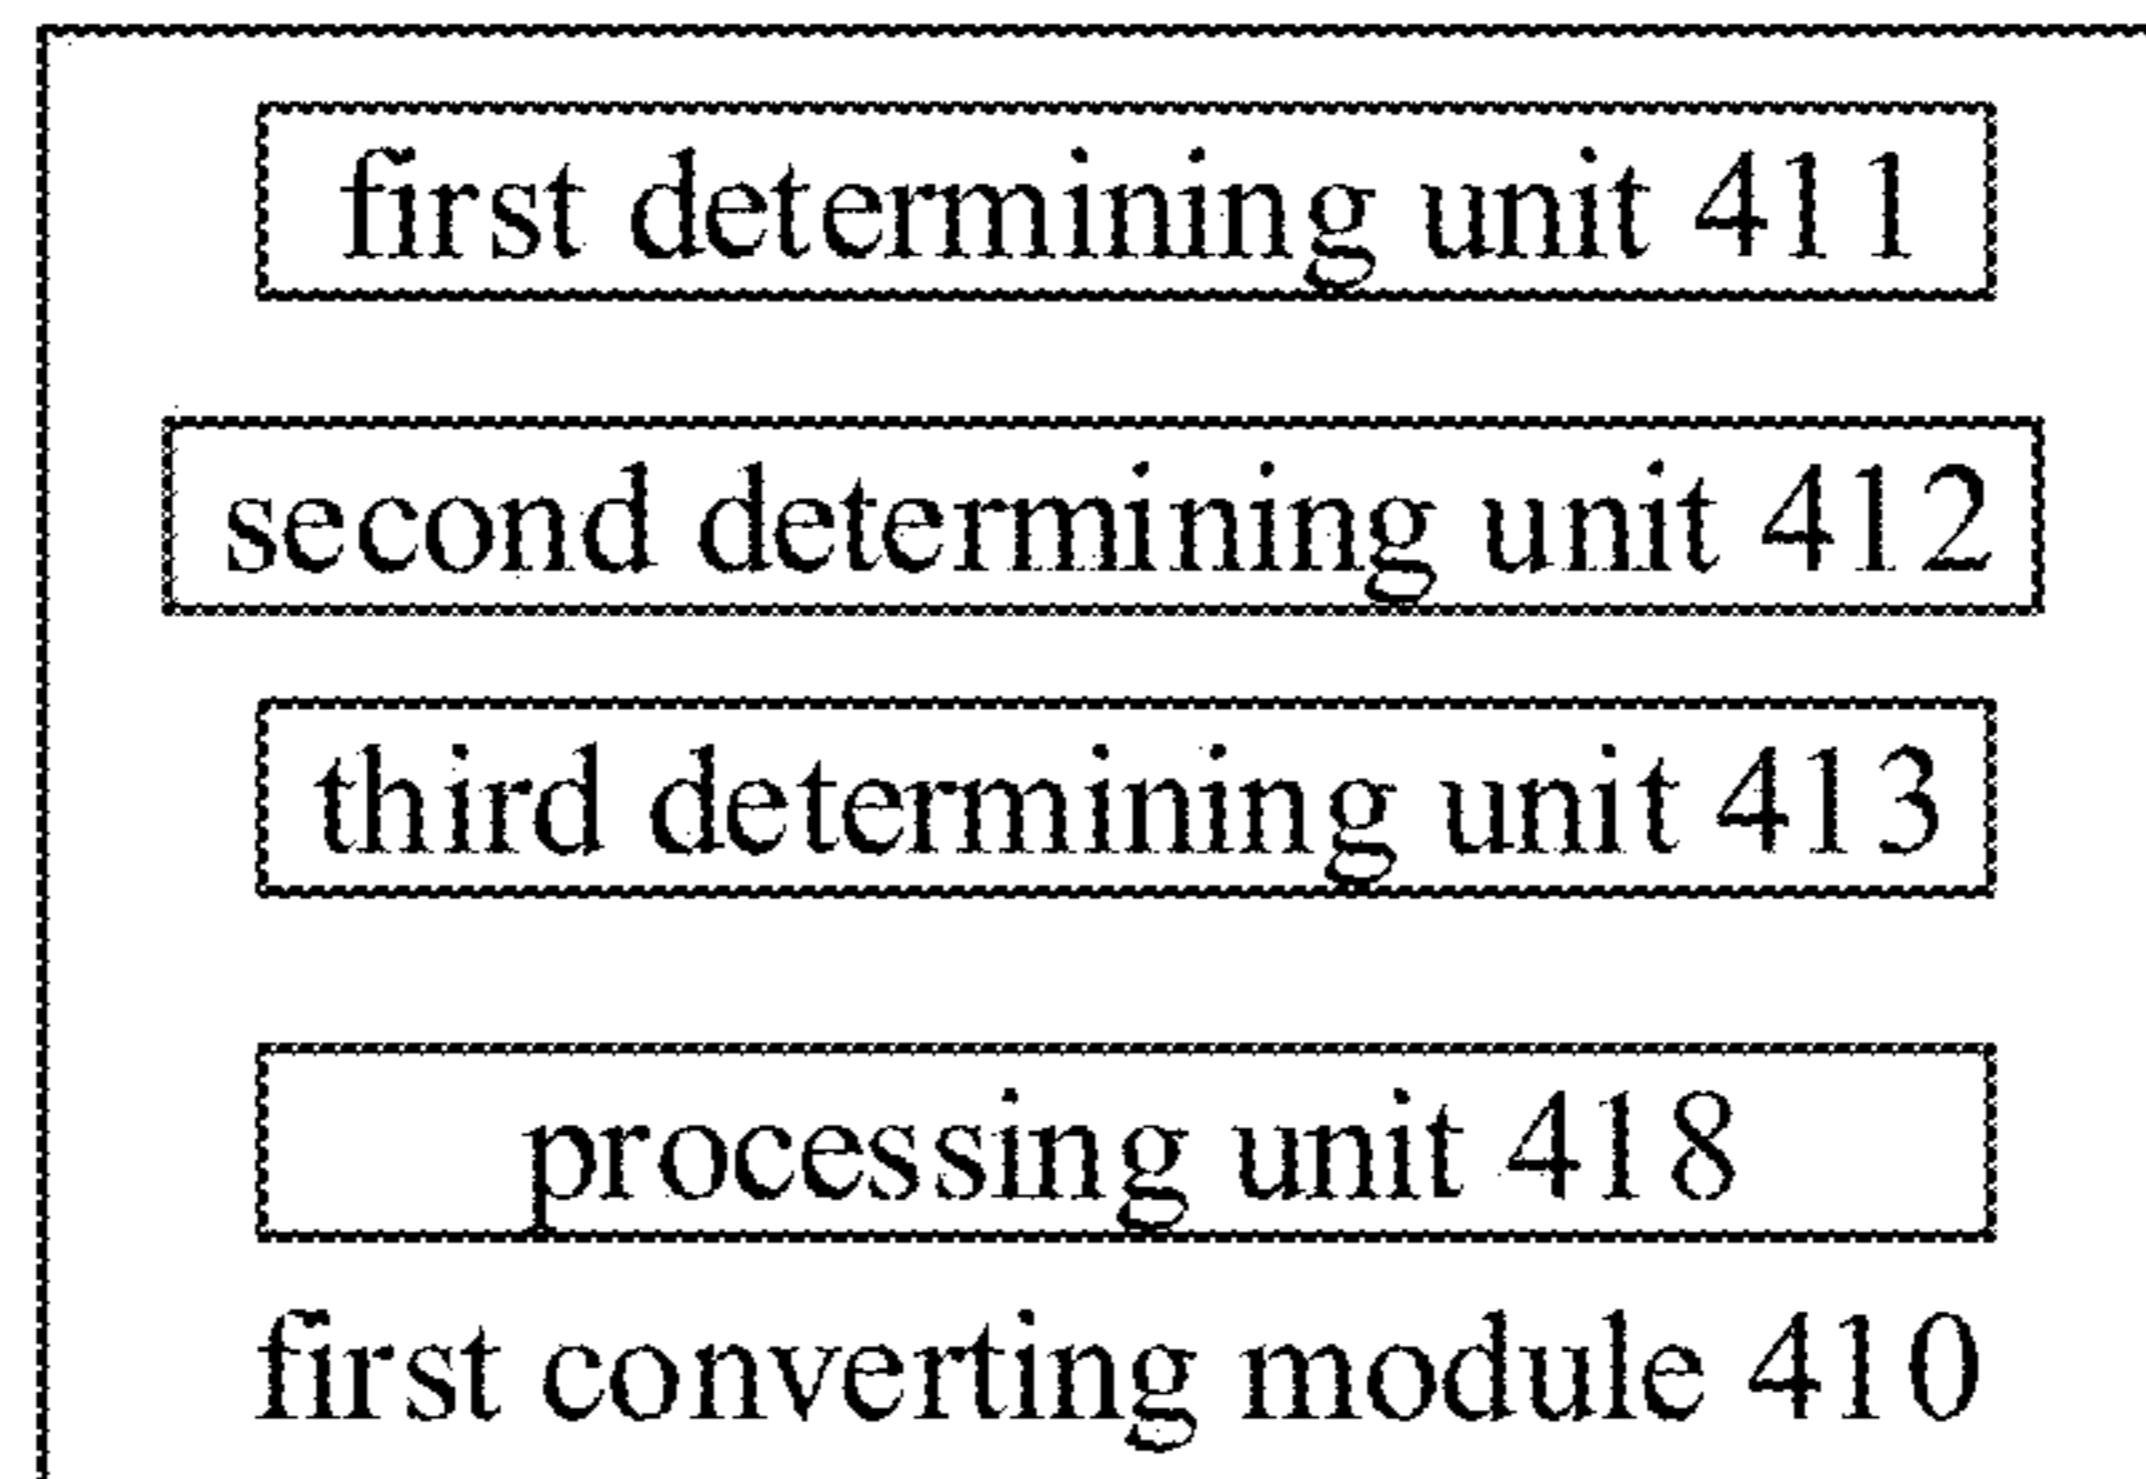 first determining unit 411
second determining unit 412
third determining unit 413
processing unit 418
first converting module 410